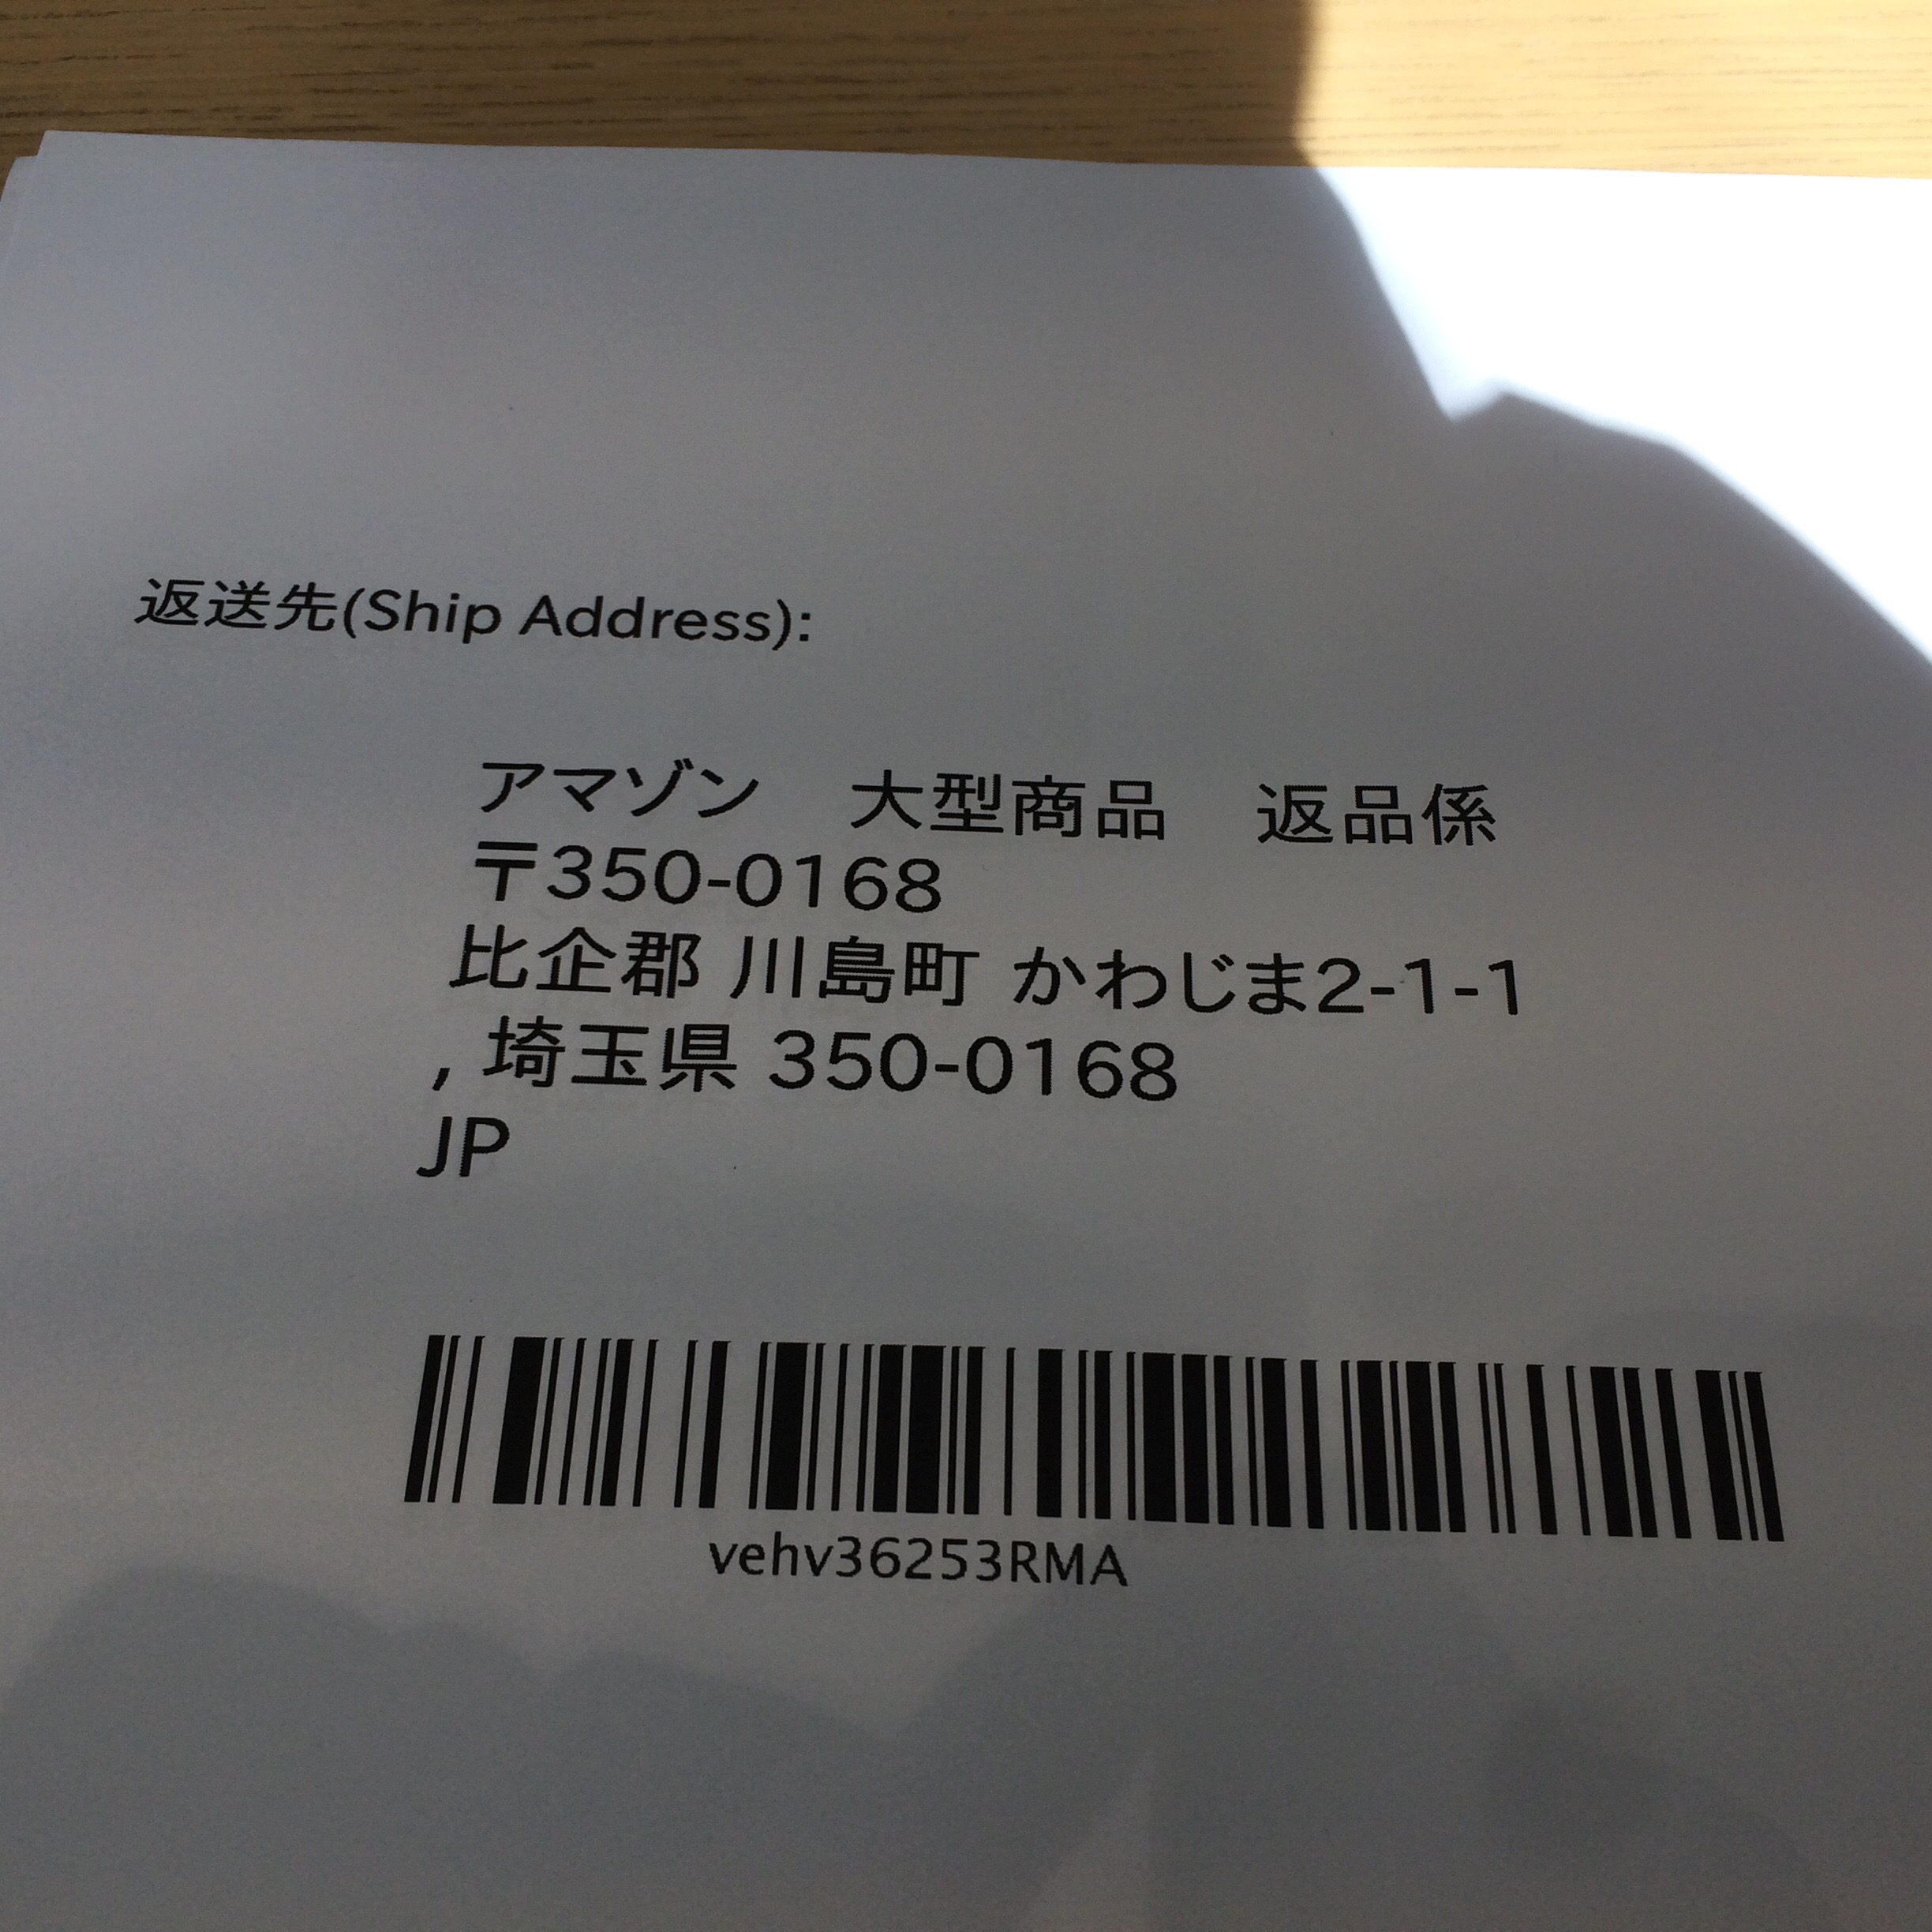 返送先(Ship Address):
アマゾン　大型商品　返品係
〒350-0168
比企郡 川島町 かわじま2-1-1
, 埼玉県 350-0168
JP
vehv36253RMA